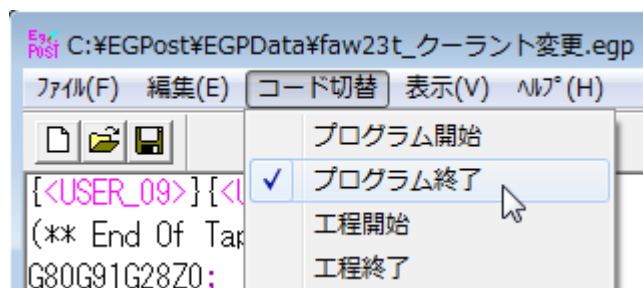 EGP Post C:¥EGPost¥EGPData¥faw23t_クーラント変更.egp
ファイル(F) 編集(E) コード切替 表示(V) ヘルプ(H)
プログラム開始
✓ プログラム終了
工程開始
工程終了
[<USER_09>][<U
(** End Of Tap
G80G91G28Z0;